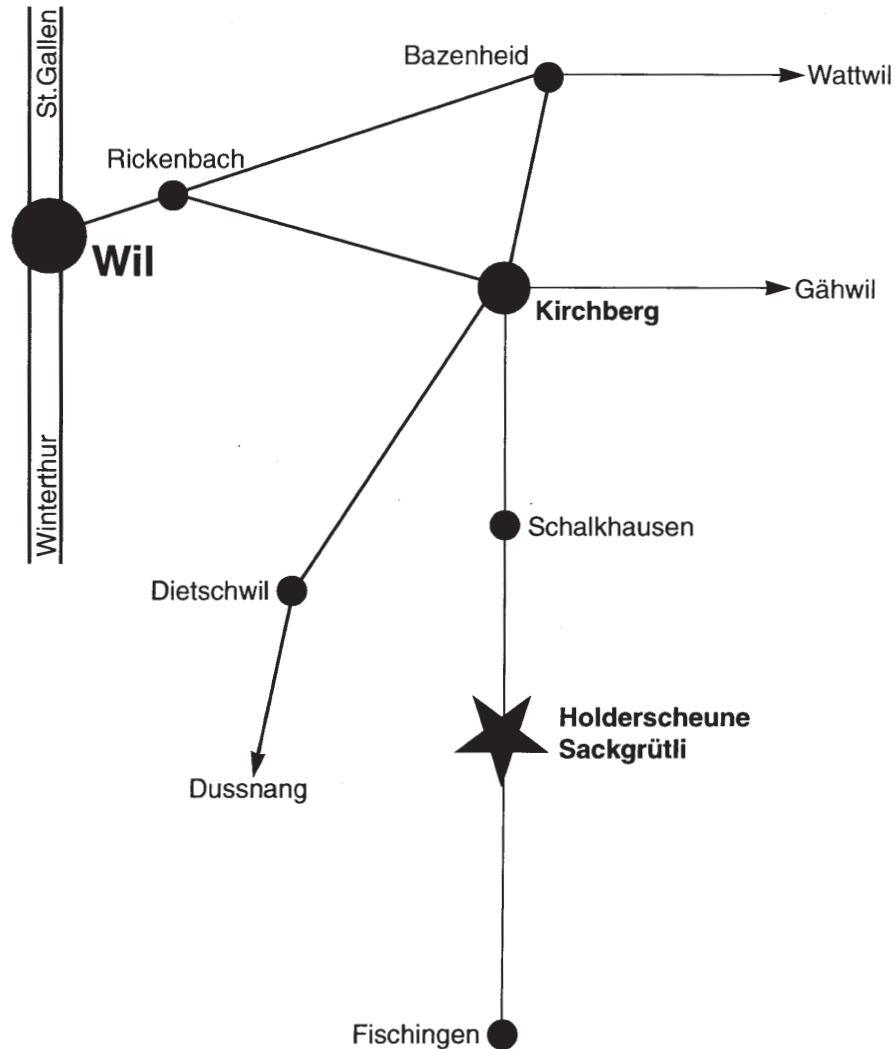 St.Gallen
Bazenheid
Wattwil
Rickenbach
Wil
Gähwil
Kirchberg
Winterthur
Schalkhausen
Dietschwil
Holderscheune
Sackgrütli
Dussnang
Fischingen